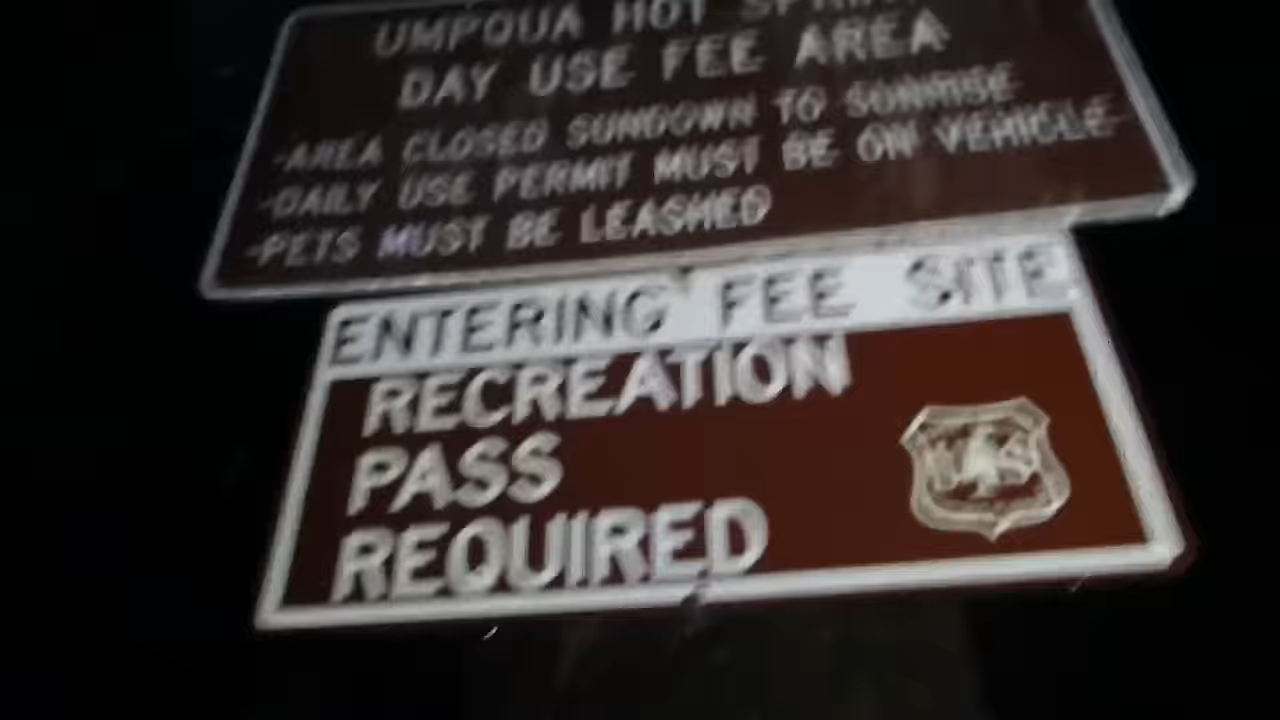 UMPQUA HOT
DAY USE FEE AREA
-AREA CLOSED SUNDOWN TO SUNRISE
-DAILY USE PERMIT MUST BE ON VEHICLE
-PETS MUST BE LEASHED
ENTERING FEE SITE
RECREATION
PASS
REQUIRED
U S